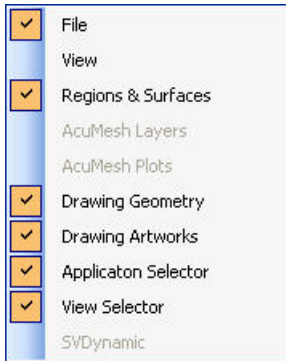 File
View
Regions & Surfaces
AcuMesh Layers
AcuMesh Plots
Drawing Geometry
Drawing Artworks
Applicaton Selector
View Selector
SVDynamic